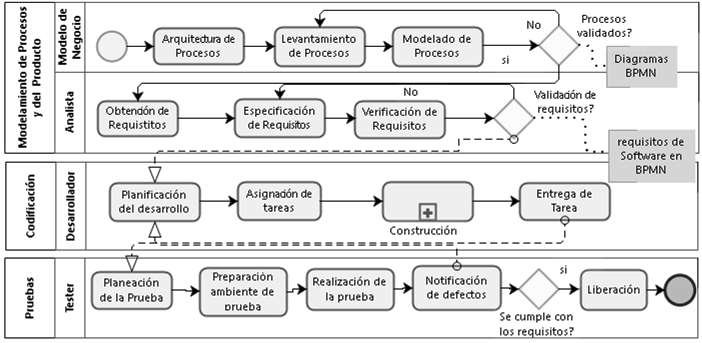 Modelamiento de Procesos
y del Producto
Modelo de
Negocio
Arquitectura de
Procesos
Levantamiento
de Procesos
Modelado de
Procesos
No
si
Procesos
validados?
Diagramas
BPMN
Analista
Obtención de
Requistitos
Especificación
de Requisitos
Verificación de
Requisitos
No
Validación de
requisitos?
requisitos de
Software en
BPMN
Codificación
Desarrollador
Planificación
del desarrollo
Asignación de
tareas
Construcción
Entrega de
Tarea
Pruebas
Tester
Planeación
de la Prueba
Preparación
ambiente de
prueba
Realización de
la prueba
Notificación
de defectos
si
Se cumple con
los requisitos?
Liberación